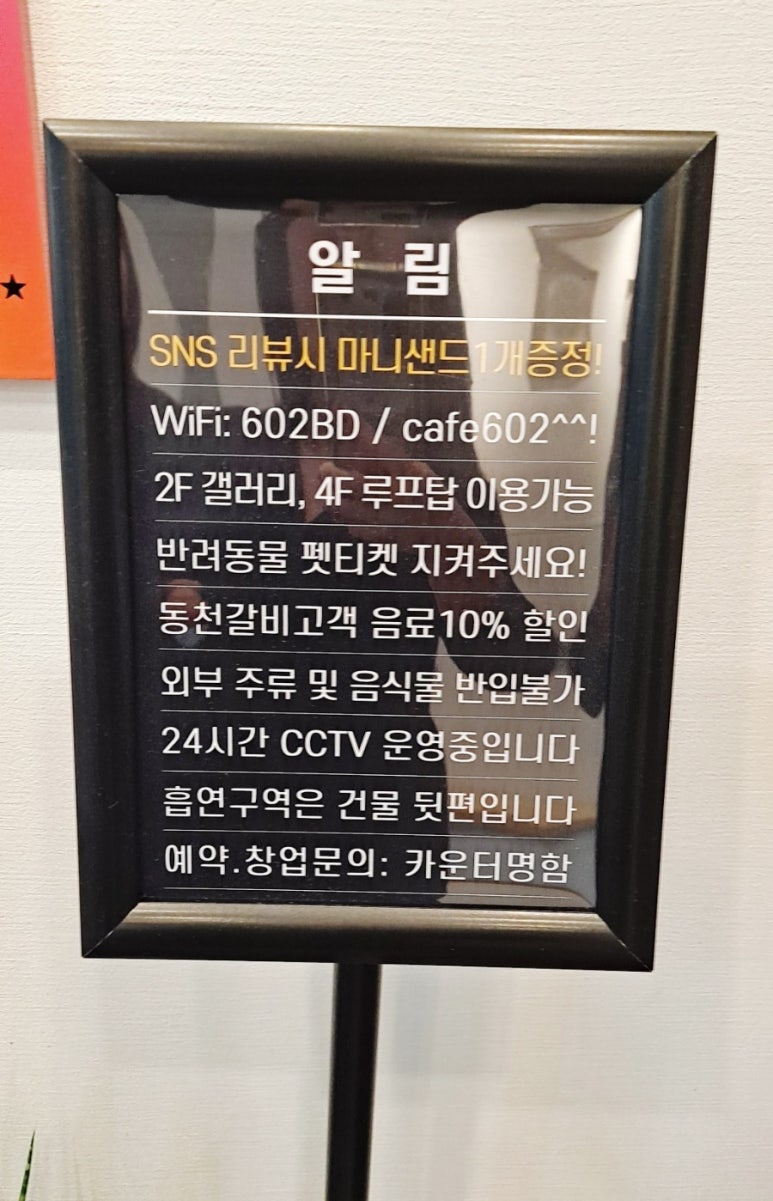 알 림
SNS 리뷰시 마니샌드1개증정!
WiFi: 602BD / cafe602^^!
2F 갤러리, 4F 루프탑 이용가능
반려동물 펫티켓 지켜주세요!
동천갈비고객 음료10% 할인
외부 주류 및 음식물 반입불가
24시간 CCTV 운영중입니다
흡연구역은 건물 뒷편입니다
예약.창업문의: 카운터명함